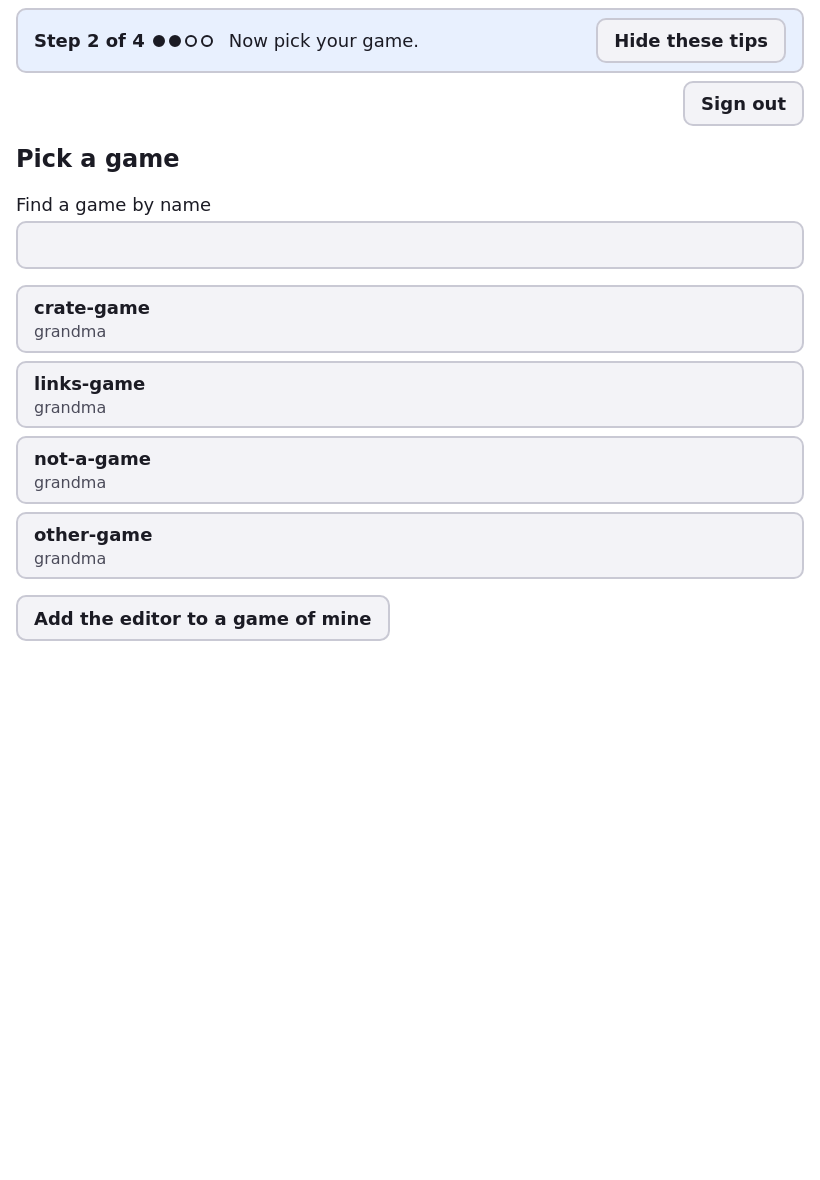 Step 2 of 4 Now pick your game. Hide these tips
Sign out
Pick a game
Find a game by name
crate-game
grandma
links-game
grandma
not-a-game
grandma
other-game
grandma
Add the editor to a game of mine